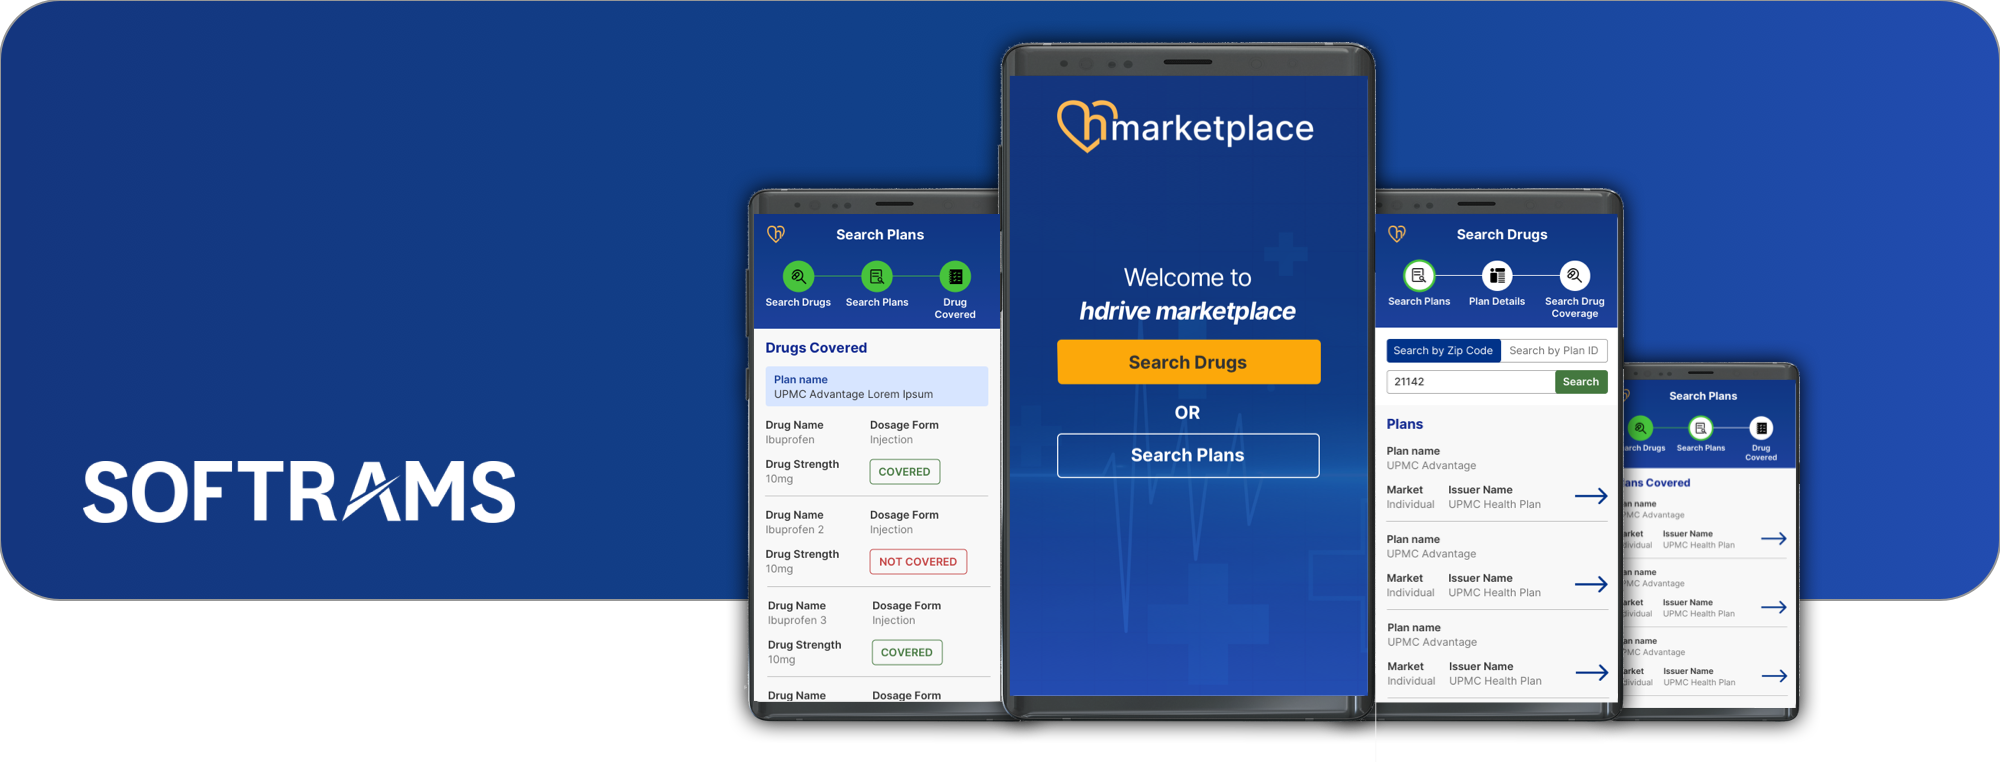 SOFTRAMS
Search Plans
Search Drugs
Search Plans
Drug
Covered
Drugs Covered
Plan name
UPMC Advantage Lorem Ipsum
Drug Name Dosage Form
Ibuprofen Injection
Drug Strength
10mg
COVERED
Drug Name Dosage Form
Ibuprofen 2 Injection
Drug Strength
10mg
NOT COVERED
Drug Name Dosage Form
Ibuprofen 3 Injection
Drug Strength
10mg
COVERED
Drug Name Dosage Form
hmarketplace
Welcome to
hdrive marketplace
Search Drugs
OR
Search Plans
Search Drugs
Search Plans
Plan Details
Search Drug
Coverage
Search by Zip Code Search by Plan ID
21142 Search
Plans
Plan name
UPMC Advantage
Market Issuer Name
Individual UPMC Health Plan
Plan name
UPMC Advantage
Market Issuer Name
Individual UPMC Health Plan
Plan name
UPMC Advantage
Market Issuer Name
Individual UPMC Health Plan
Search Plans
arch Drugs
Search Plans
Drug
Covered
ans Covered
an name
PMC Advantage
arket Issuer Name
dividual UPMC Health Plan
an name
PMC Advantage
arket Issuer Name
dividual UPMC Health Plan
an name
PMC Advantage
arket Issuer Name
dividual UPMC Health Plan